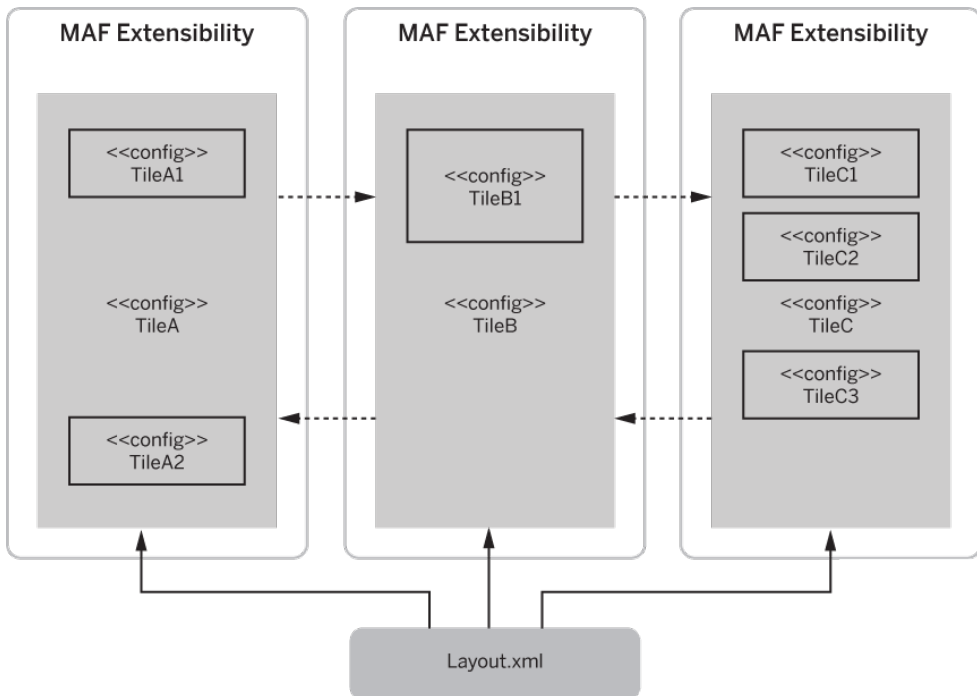 MAF Extensibility
<<config>>
TileA1
<<config>>
TileA
<<config>>
TileA2
MAF Extensibility
<<config>>
TileB1
<<config>>
TileB
MAF Extensibility
<<config>>
TileC1
<<config>>
TileC2
<<config>>
TileC
<<config>>
TileC3
Layout.xml